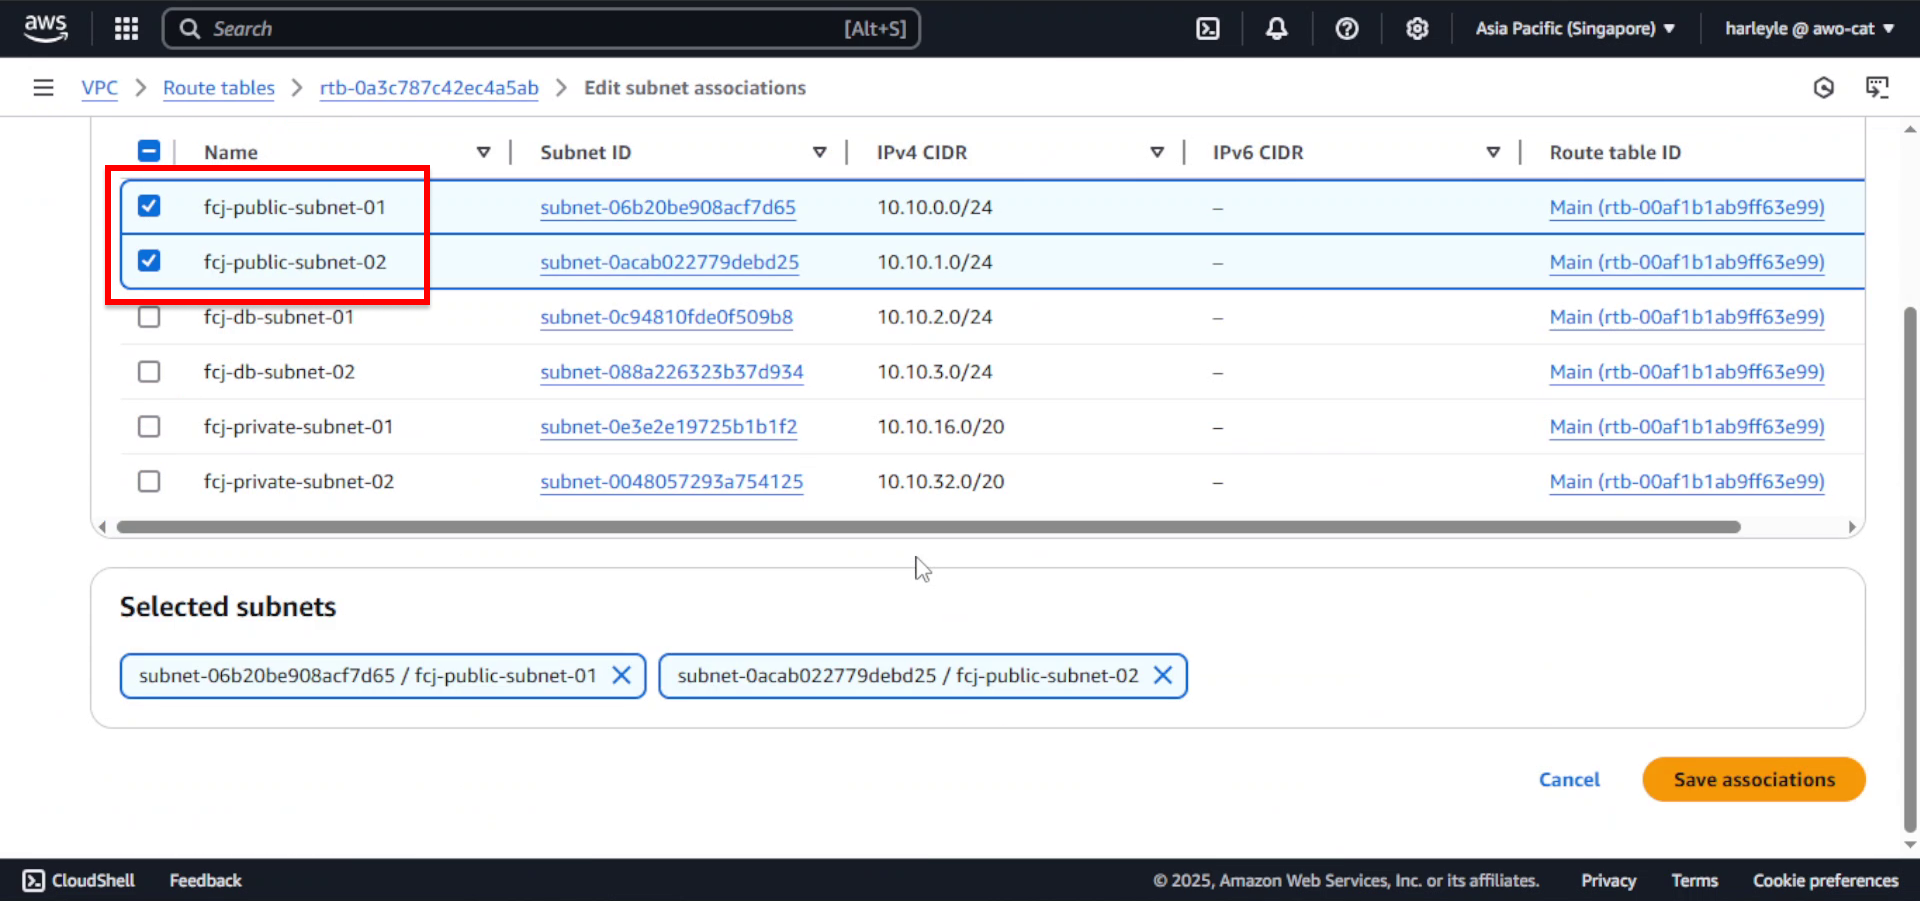 aws Search [Alt+S] Asia Pacific (Singapore) harleyle @ awo-cat
VPC Route tables rtb-0a3c787c42ec4a5ab Edit subnet associations
Name Subnet ID IPv4 CIDR IPv6 CIDR Route table ID
fcj-public-subnet-01 subnet-06b20be908acf7d65 10.10.0.0/24 – Main (rtb-00af1b1ab9ff63e99)
fcj-public-subnet-02 subnet-0acab022779debd25 10.10.1.0/24 – Main (rtb-00af1b1ab9ff63e99)
fcj-db-subnet-01 subnet-0c94810fde0f509b8 10.10.2.0/24 – Main (rtb-00af1b1ab9ff63e99)
fcj-db-subnet-02 subnet-088a226323b37d934 10.10.3.0/24 – Main (rtb-00af1b1ab9ff63e99)
fcj-private-subnet-01 subnet-0e3e2e19725b1b1f2 10.10.16.0/20 – Main (rtb-00af1b1ab9ff63e99)
fcj-private-subnet-02 subnet-0048057293a754125 10.10.32.0/20 – Main (rtb-00af1b1ab9ff63e99)
Selected subnets
subnet-06b20be908acf7d65 / fcj-public-subnet-01 subnet-0acab022779debd25 / fcj-public-subnet-02
Cancel Save associations
CloudShell Feedback © 2025, Amazon Web Services, Inc. or its affiliates. Privacy Terms Cookie preferences